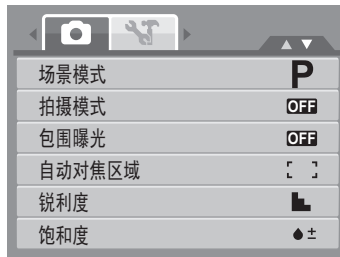 场景模式 P
拍摄模式 OFF
包围曝光 OFF
自动对焦区域
锐利度
饱和度